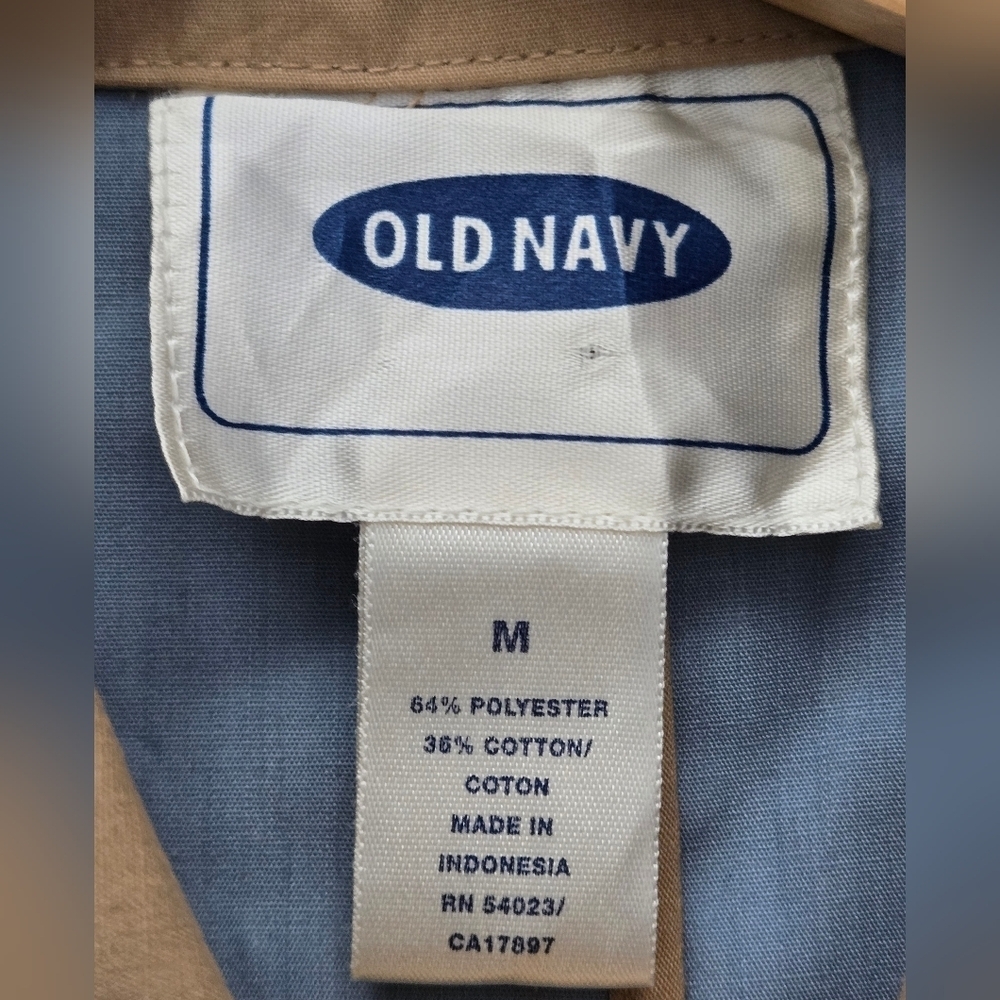 OLD NAVY
M
64% POLYESTER
36% COTTON/
COTON
MADE IN
INDONESIA
RN 54023/
CA17897